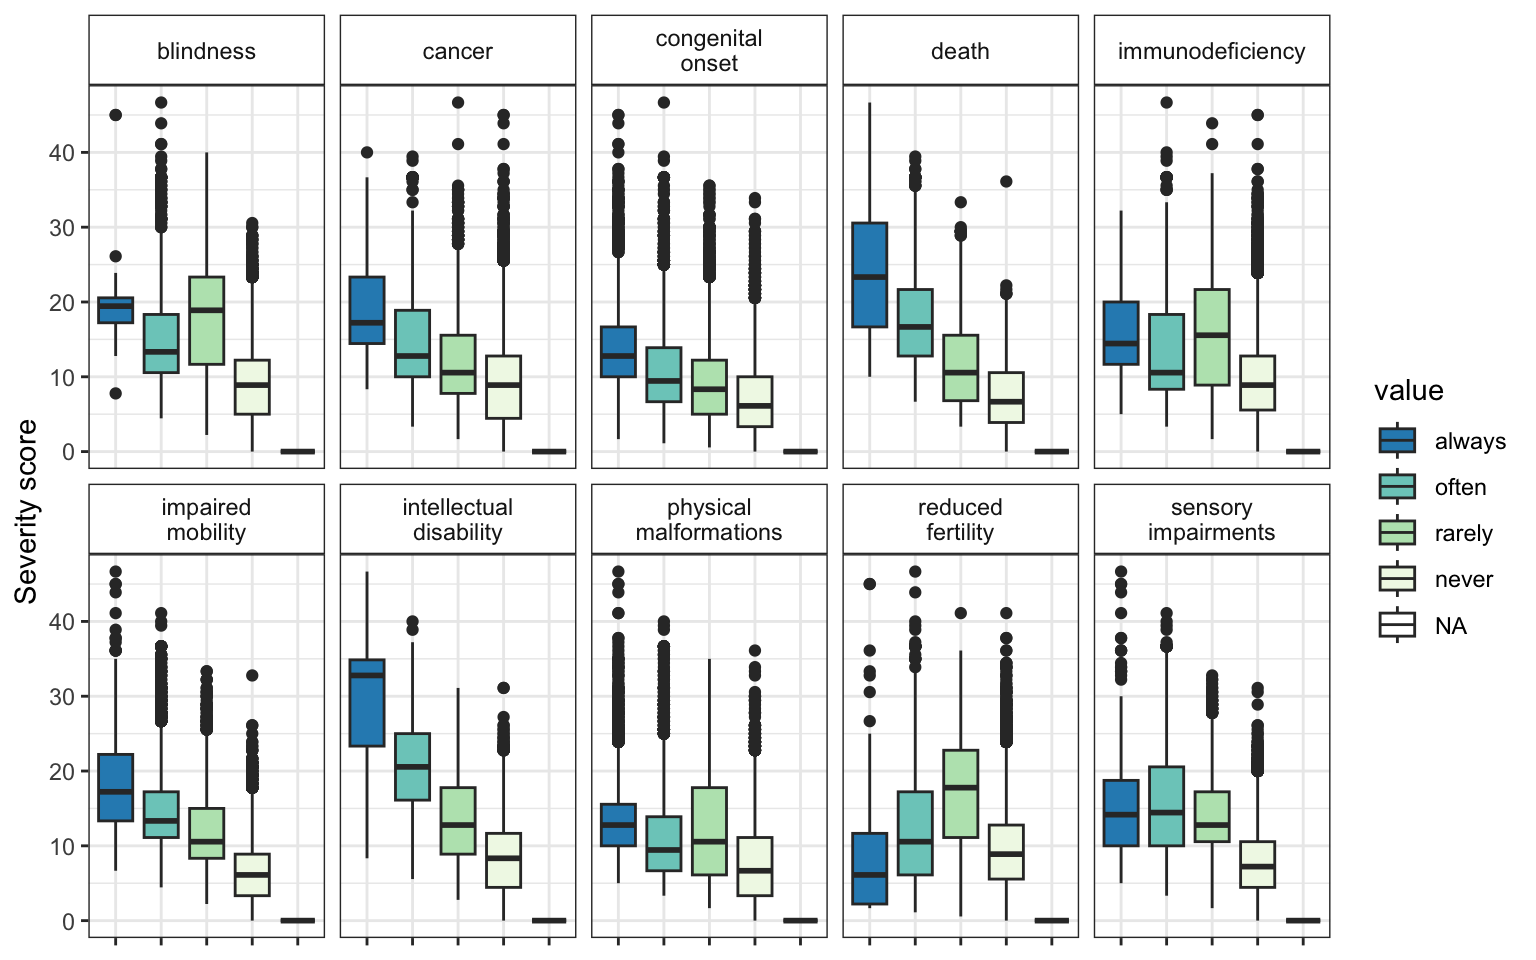 blindness
cancer
congenital
onset
death
immunodeficiency
40
30
20
10
0
Severity score
impaired
mobility
intellectual
disability
physical
malformations
reduced
fertility
sensory
impairments
40
30
20
10
0
value
always
often
rarely
never
NA